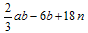 2/3 ab − 6b + 18n